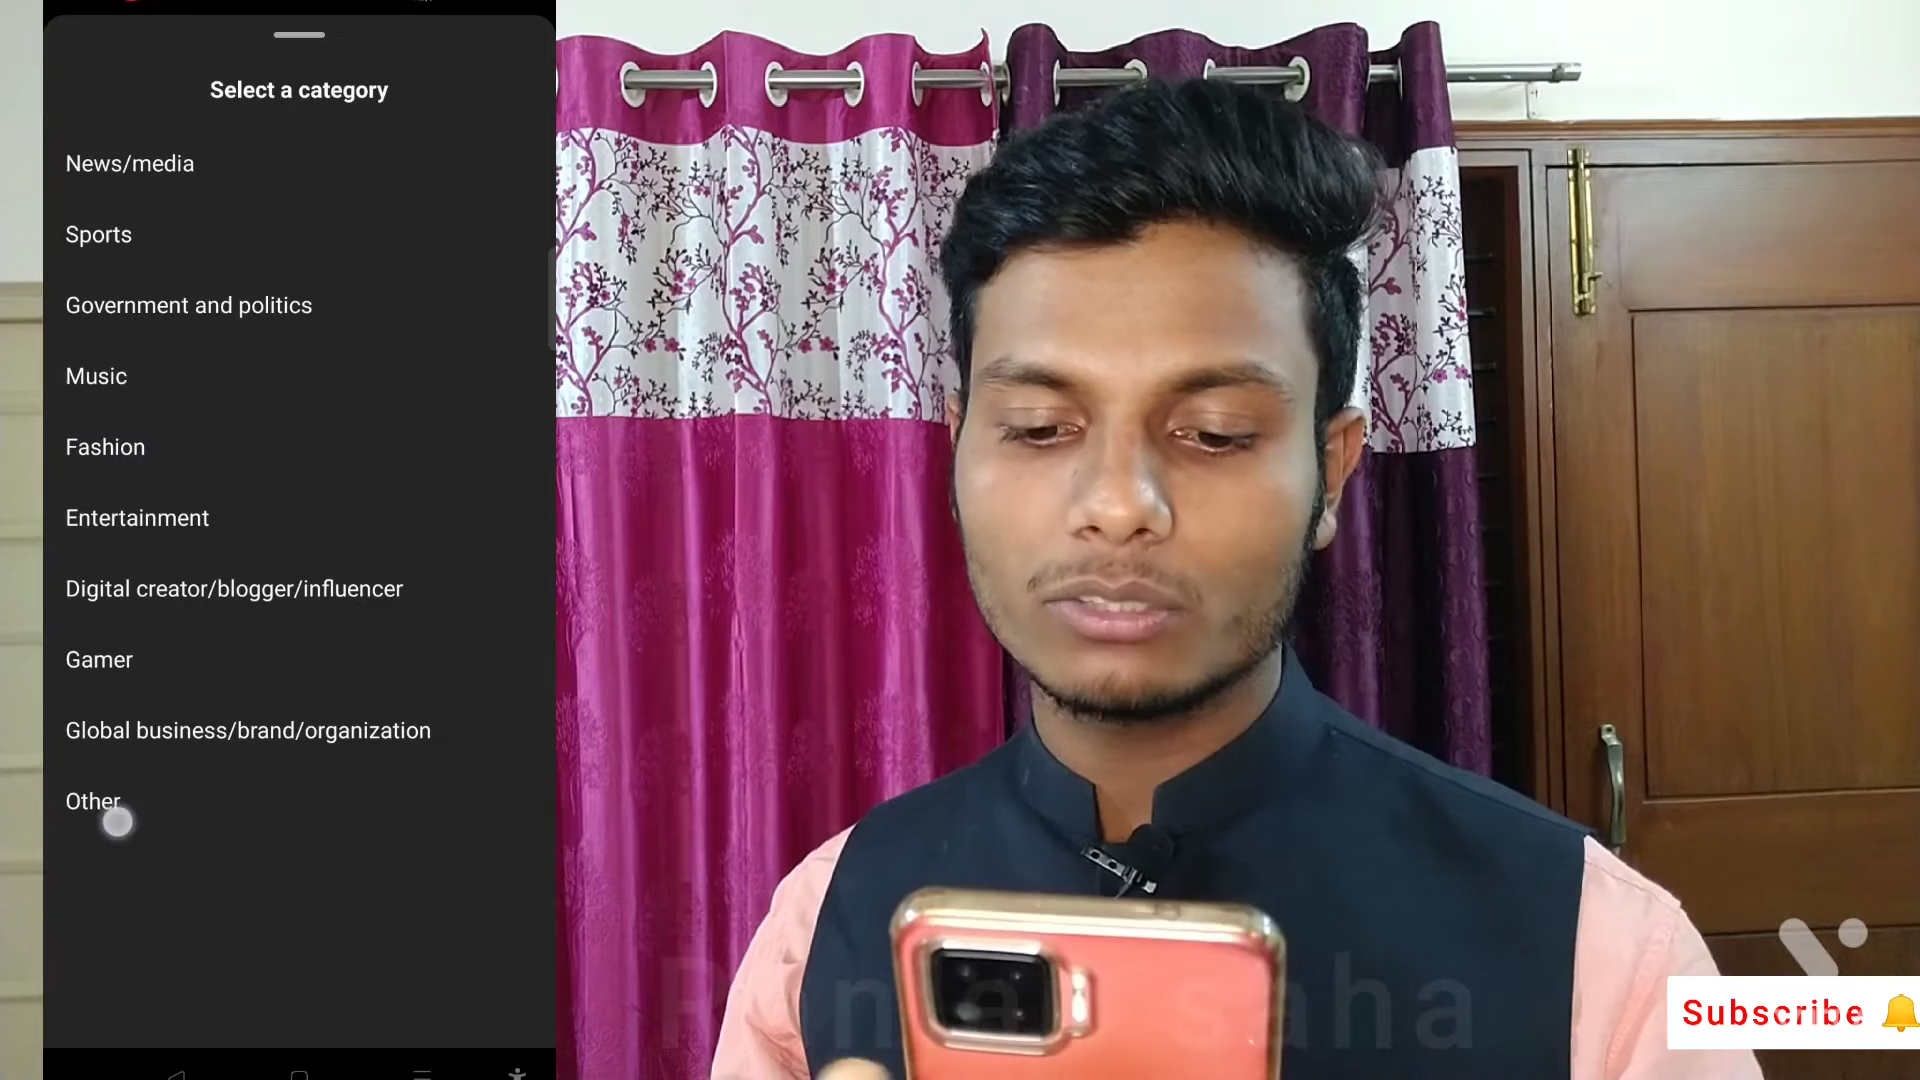 Select a category
News/media
Sports
Government and politics
Music
Fashion
Entertainment
Digital creator/blogger/influencer
Gamer
Global business/brand/organization
Other
saha
Subscribe